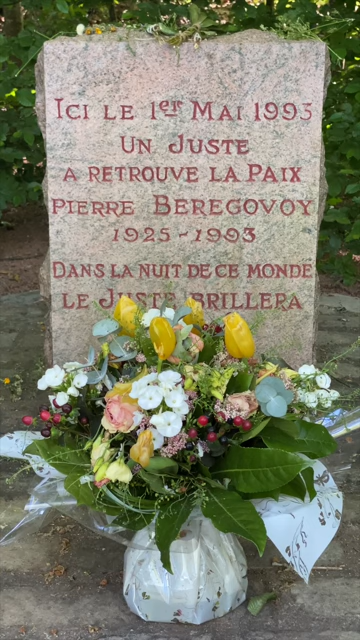 ICI LE 1ER MAI 1993
UN JUSTE
A RETROUVE LA PAIX
PIERRE BEREGOVOY
1925-1993
DANS LA NUIT DE CE MONDE
LE JUSTE BRILLERA